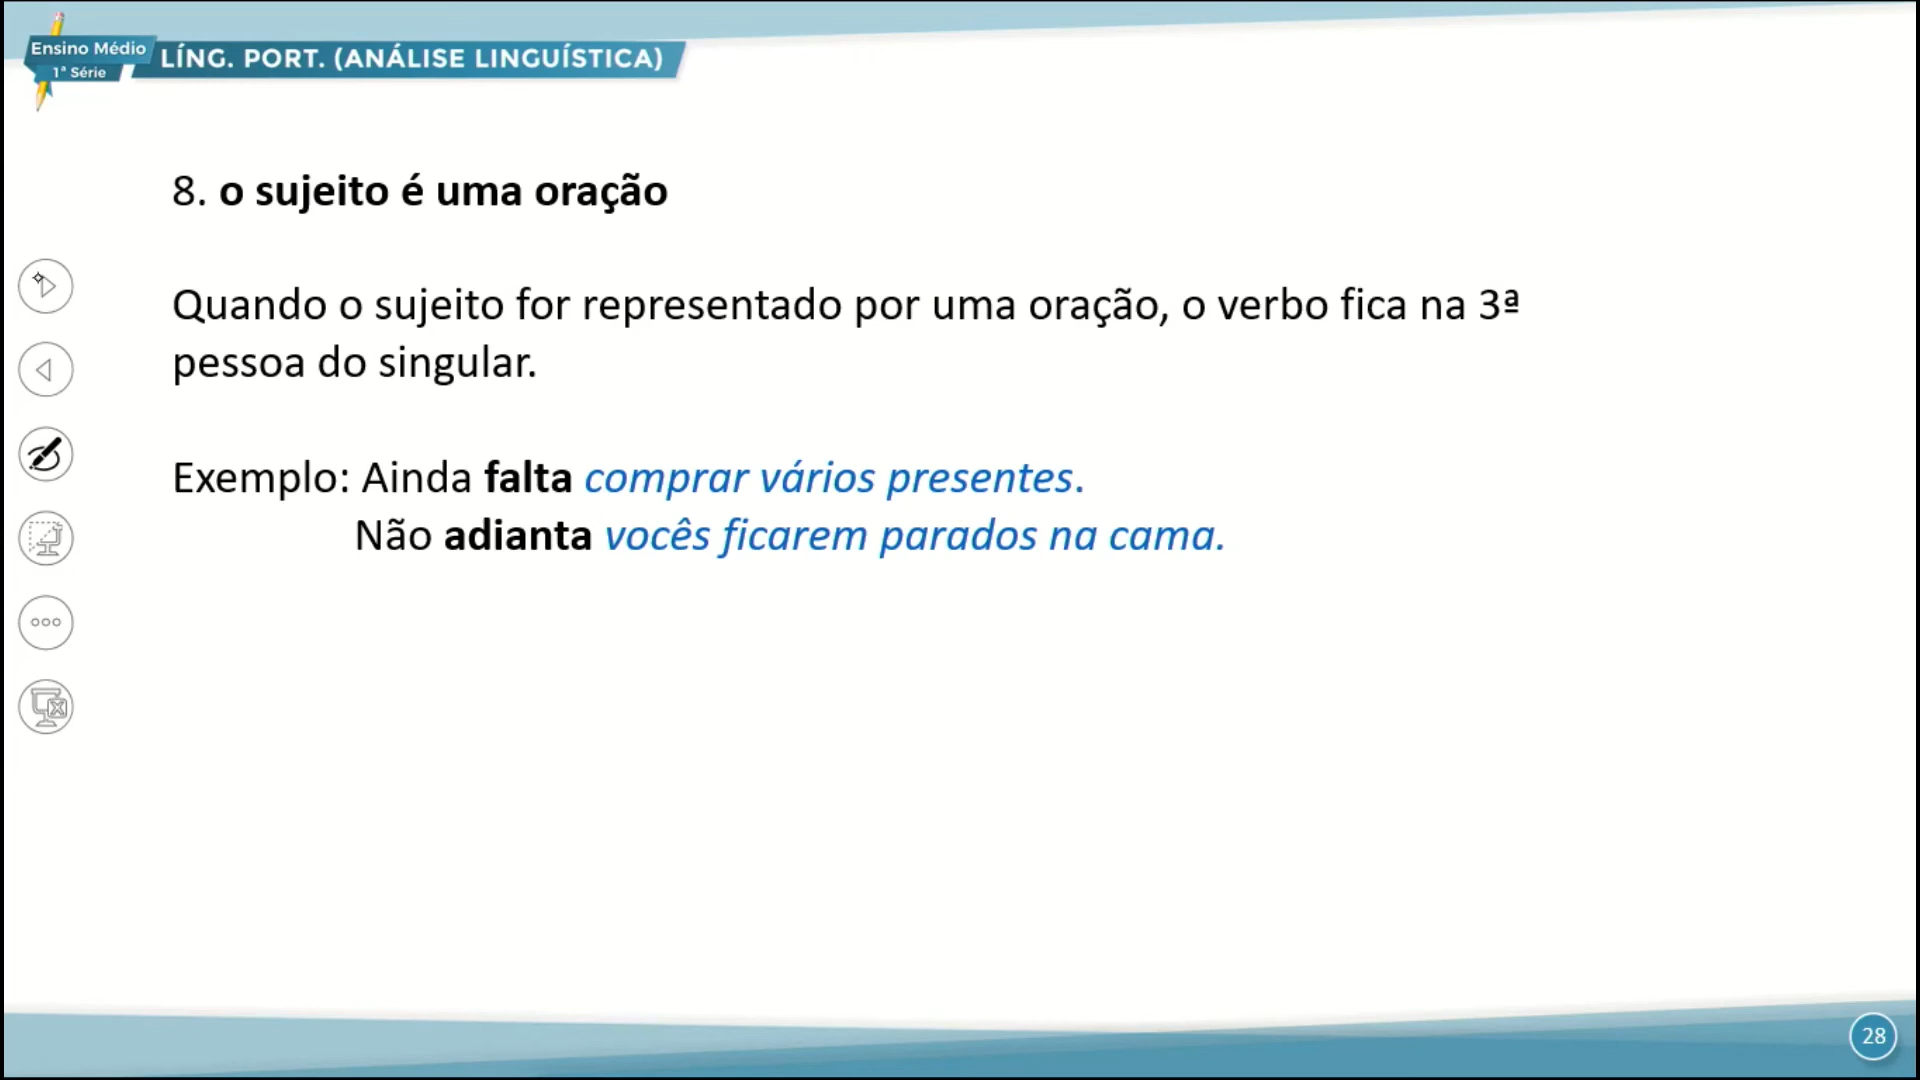 Ensino Médio
1ª Série
LÍNG. PORT. (ANÁLISE LINGUÍSTICA)
8. o sujeito é uma oração
Quando o sujeito for representado por uma oração, o verbo fica na 3ª
pessoa do singular.
Exemplo: Ainda falta comprar vários presentes.
Não adianta vocês ficarem parados na cama.
28